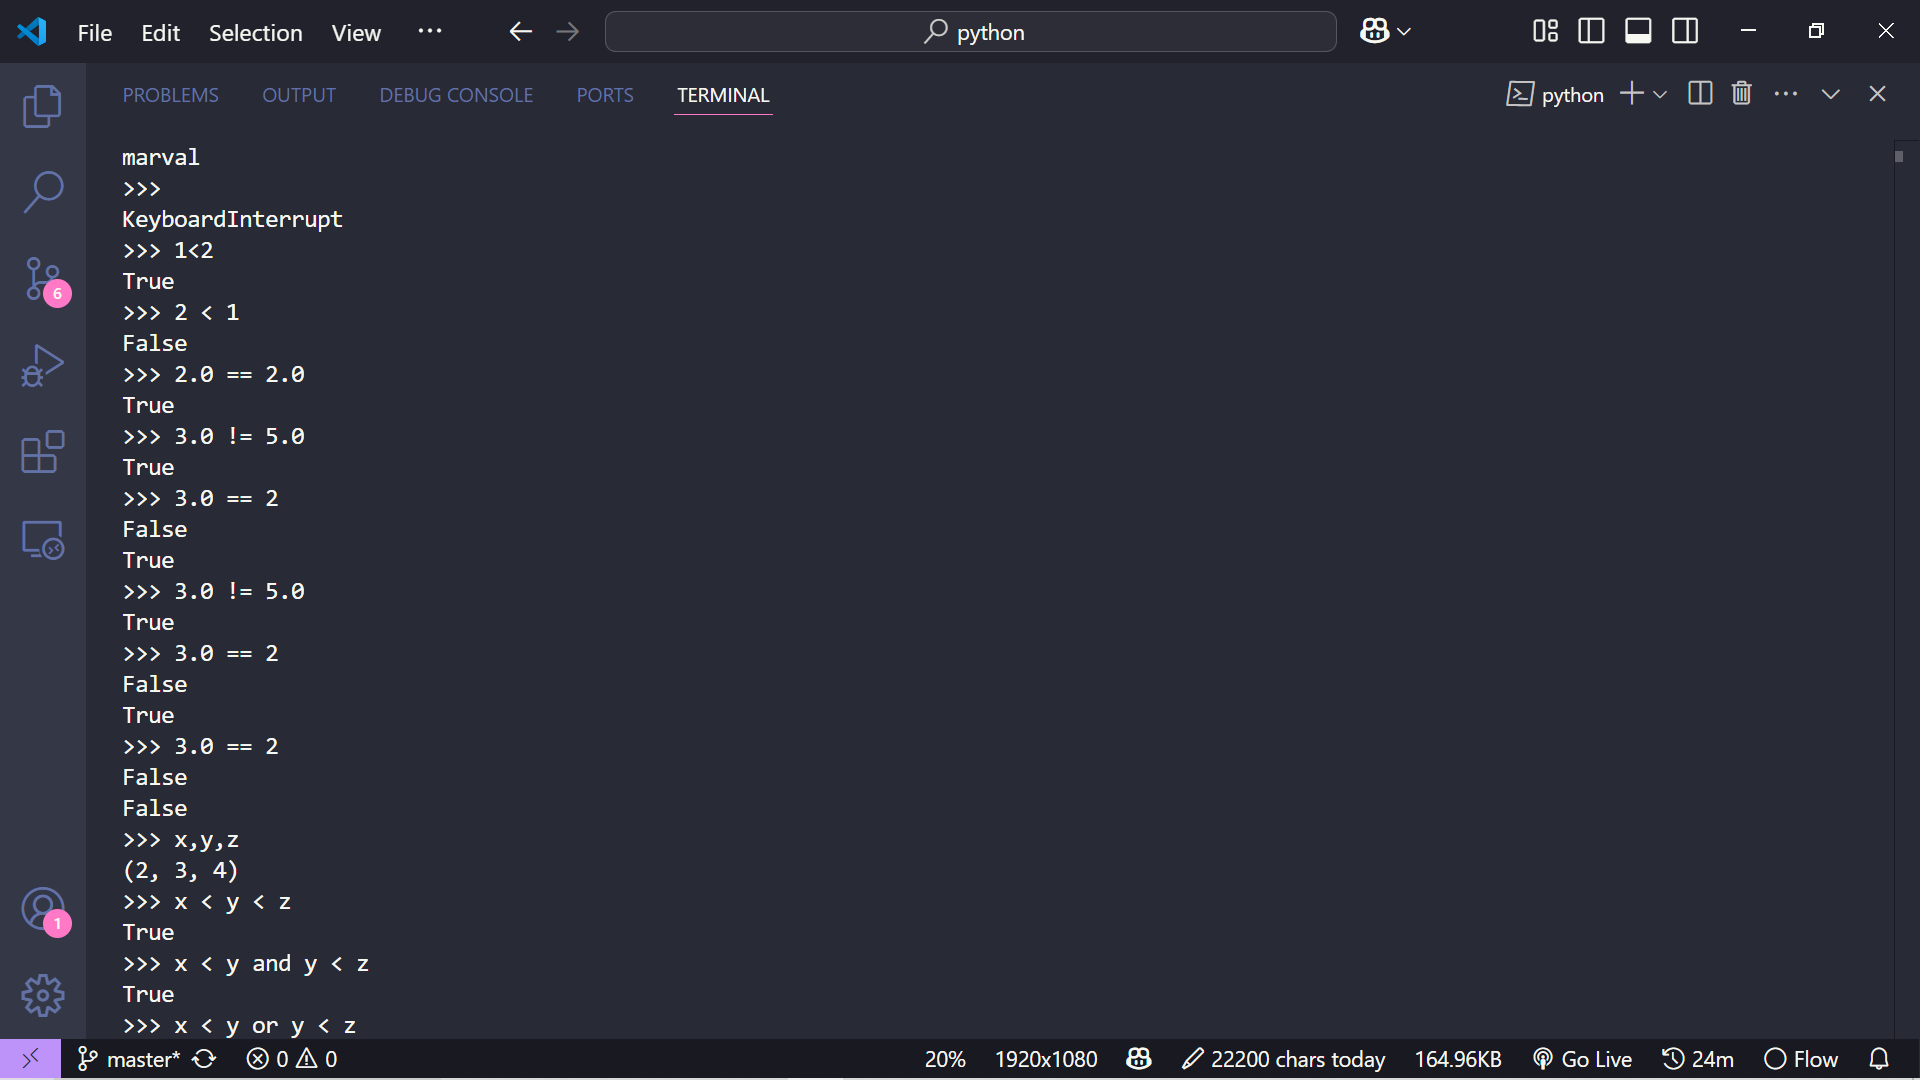 File Edit Selection View ··· python
PROBLEMS OUTPUT DEBUG CONSOLE PORTS TERMINAL python
marval
>>>
KeyboardInterrupt
>>> 1<2
True
>>> 2 < 1
False
>>> 2.0 == 2.0
True
>>> 3.0 != 5.0
True
>>> 3.0 == 2
False
True
>>> 3.0 != 5.0
True
>>> 3.0 == 2
False
True
>>> 3.0 == 2
False
False
>>> x,y,z
(2, 3, 4)
>>> x < y < z
True
>>> x < y and y < z
True
>>> x < y or y < z
6
1
master* 0 0 20% 1920x1080 22200 chars today 164.96KB Go Live 24m Flow